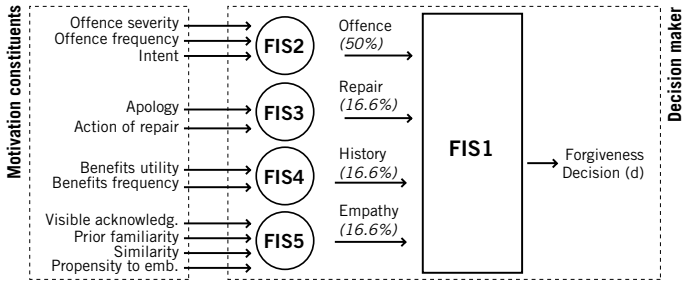 Motivation constituents
Offence severity
Offence frequency
Intent
Apology
Action of repair
Benefits utility
Benefits frequency
Visible acknowledg.
Prior familiarity
Similarity
Propensity to emb.
FIS2
FIS3
FIS4
FIS5
Offence
(50%)
Repair
(16.6%)
History
(16.6%)
Empathy
(16.6%)
FIS1
Forgiveness
Decision (d)
Decision maker